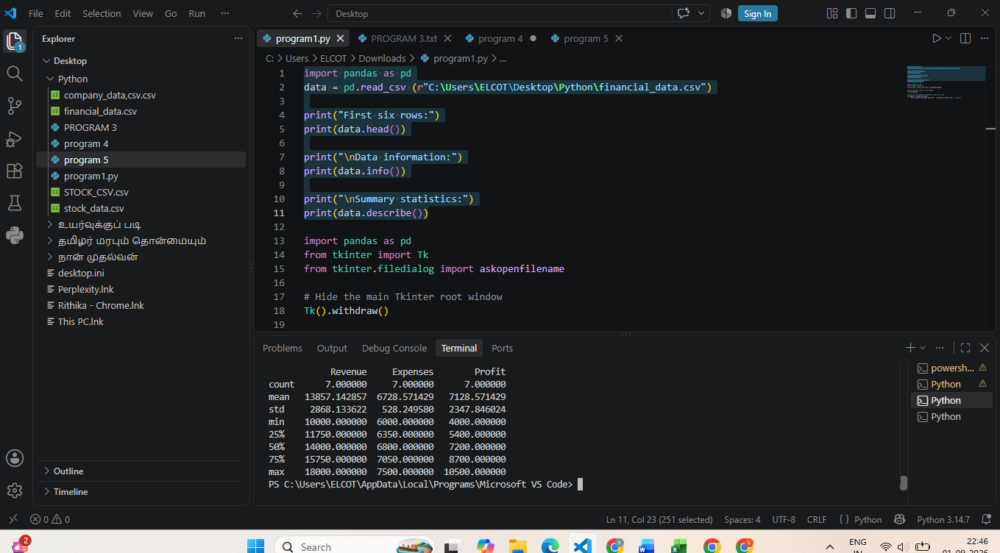 File Edit Selection View Go Run ··· Desktop Sign In
Explorer ···
1
Desktop
Python
company_data,csv.csv
financial_data.csv
PROGRAM 3
program 4
program 5
program1.py
STOCK_CSV.csv
stock_data.csv
உயர்வுக்குப் படி
தமிழர் மரபும் தொன்மையும்
நான் முதல்வன்
desktop.ini
Perplexity.lnk
Rithika - Chrome.lnk
This PC.lnk
Outline
Timeline
program1.py PROGRAM 3.txt program 4 program 5
C: > Users > ELCOT > Downloads > program1.py > ...
1 import pandas as pd
2 data = pd.read_csv (r"C:\Users\ELCOT\Desktop\Python\financial_data.csv")
3
4 print("First six rows:")
5 print(data.head())
6
7 print("\nData information:")
8 print(data.info())
9
10 print("\nSummary statistics:")
11 print(data.describe())
12
13 import pandas as pd
14 from tkinter import Tk
15 from tkinter.filedialog import askopenfilename
16
17 # Hide the main Tkinter root window
18 Tk().withdraw()
19
Problems Output Debug Console Terminal Ports
Revenue Expenses Profit
count 7.000000 7.000000 7.000000
mean 13857.142857 6728.571429 7128.571429
std 2868.133622 528.249580 2347.846024
min 10000.000000 6000.000000 4000.000000
25% 11750.000000 6350.000000 5400.000000
50% 14000.000000 6800.000000 7200.000000
75% 15750.000000 7050.000000 8700.000000
max 18000.000000 7500.000000 10500.000000
PS C:\Users\ELCOT\AppData\Local\Programs\Microsoft VS Code>
powersh...
Python
Python
Python
0 0 Ln 11, Col 23 (251 selected) Spaces: 4 UTF-8 CRLF { } Python Python 3.14.7
2 Search ENG 22:46
IN 01-09-2026